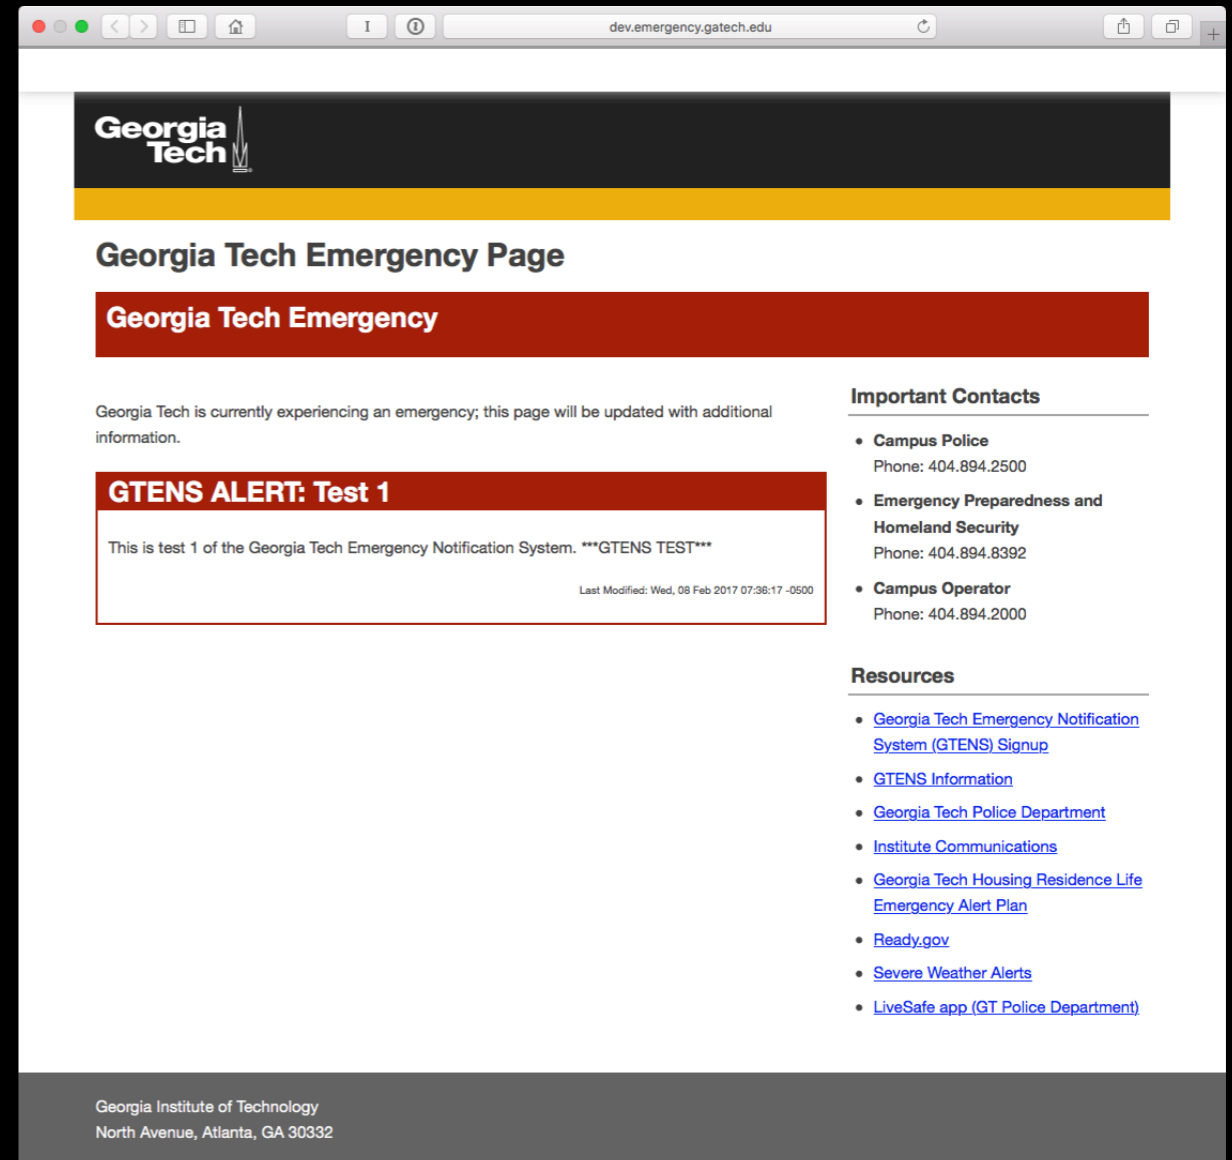 dev.emergency.gatech.edu
Georgia
Tech
Georgia Tech Emergency Page
Georgia Tech Emergency
Georgia Tech is currently experiencing an emergency; this page will be updated with additional
information.
GTENS ALERT: Test 1
This is test 1 of the Georgia Tech Emergency Notification System. ***GTENS TEST***
Last Modified: Wed, 08 Feb 2017 07:36:17 -0500
Important Contacts
Campus Police
Phone: 404.894.2500
Emergency Preparedness and
Homeland Security
Phone: 404.894.8392
Campus Operator
Phone: 404.894.2000
Resources
Georgia Tech Emergency Notification
System (GTENS) Signup
GTENS Information
Georgia Tech Police Department
Institute Communications
Georgia Tech Housing Residence Life
Emergency Alert Plan
Ready.gov
Severe Weather Alerts
LiveSafe app (GT Police Department)
Georgia Institute of Technology
North Avenue, Atlanta, GA 30332